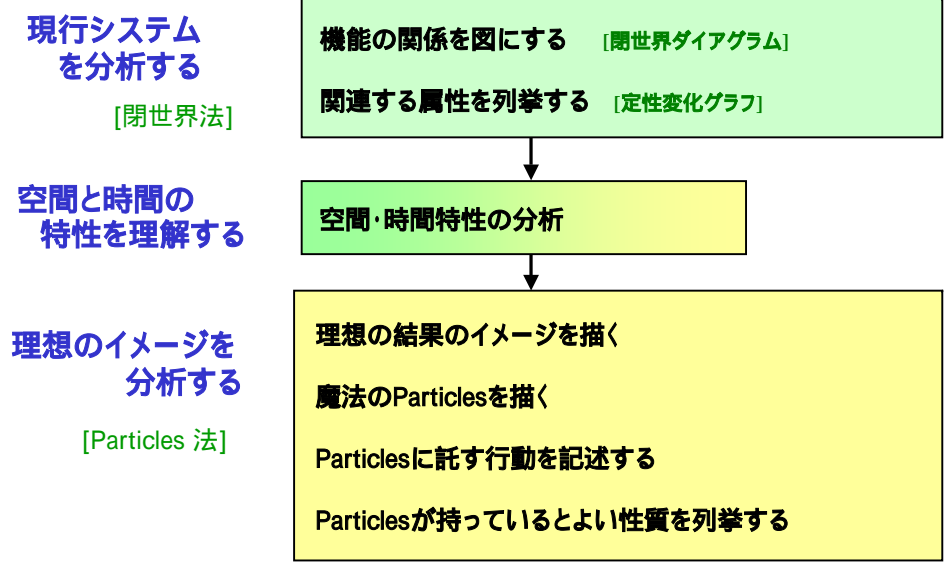 現行システム
を分析する
[閉世界法]
機能の関係を図にする [閉世界ダイアグラム]
関連する属性を列挙する [定性変化グラフ]
空間と時間の
特性を理解する
空間・時間特性の分析
理想のイメージを
分析する
[Particles 法]
理想の結果のイメージを描く
魔法のParticlesを描く
Particlesに託す行動を記述する
Particlesが持っているとよい性質を列挙する